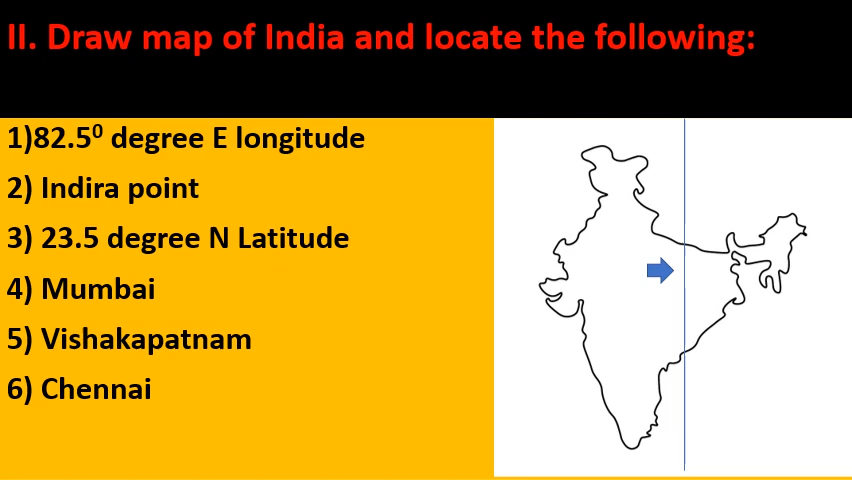 II. Draw map of India and locate the following:
1)82.5⁰ degree E longitude
2) Indira point
3) 23.5 degree N Latitude
4) Mumbai
5) Vishakapatnam
6) Chennai